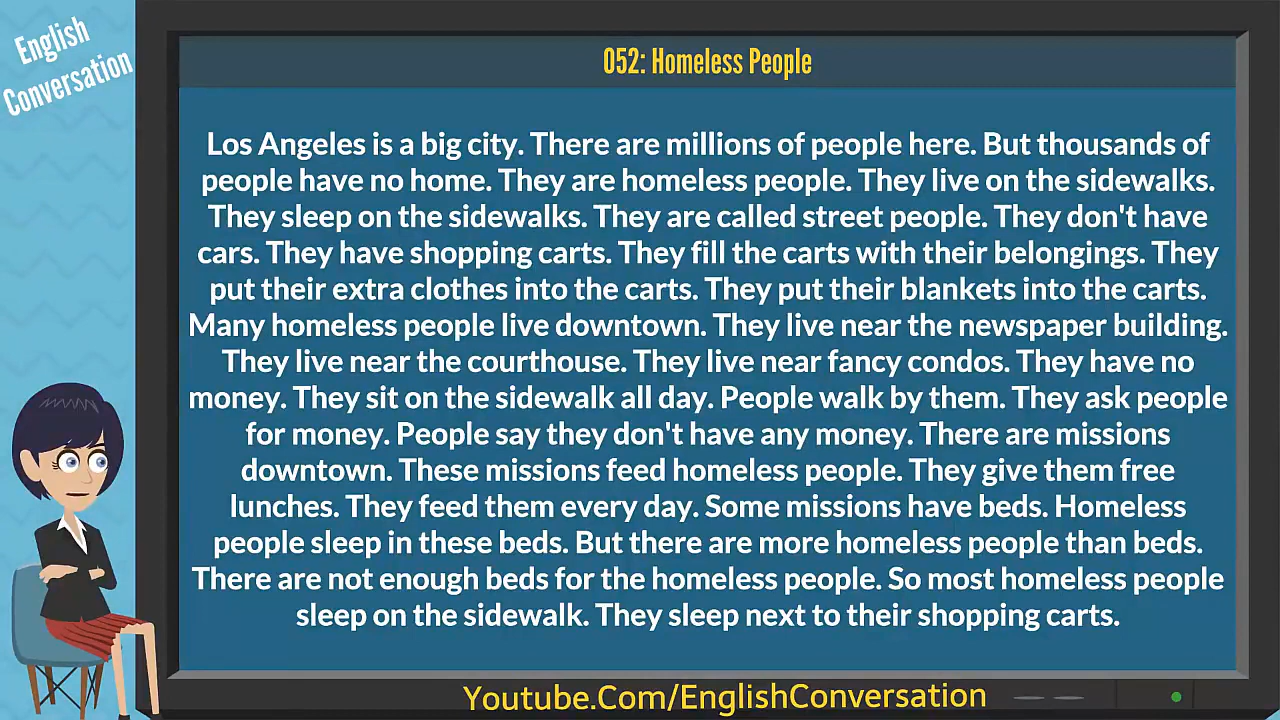 English
Conversation
052: Homeless People
Los Angeles is a big city. There are millions of people here. But thousands of
people have no home. They are homeless people. They live on the sidewalks.
They sleep on the sidewalks. They are called street people. They don't have
cars. They have shopping carts. They fill the carts with their belongings. They
put their extra clothes into the carts. They put their blankets into the carts.
Many homeless people live downtown. They live near the newspaper building.
They live near the courthouse. They live near fancy condos. They have no
money. They sit on the sidewalk all day. People walk by them. They ask people
for money. People say they don't have any money. There are missions
downtown. These missions feed homeless people. They give them free
lunches. They feed them every day. Some missions have beds. Homeless
people sleep in these beds. But there are more homeless people than beds.
There are not enough beds for the homeless people. So most homeless people
sleep on the sidewalk. They sleep next to their shopping carts.
Youtube.Com/EnglishConversation